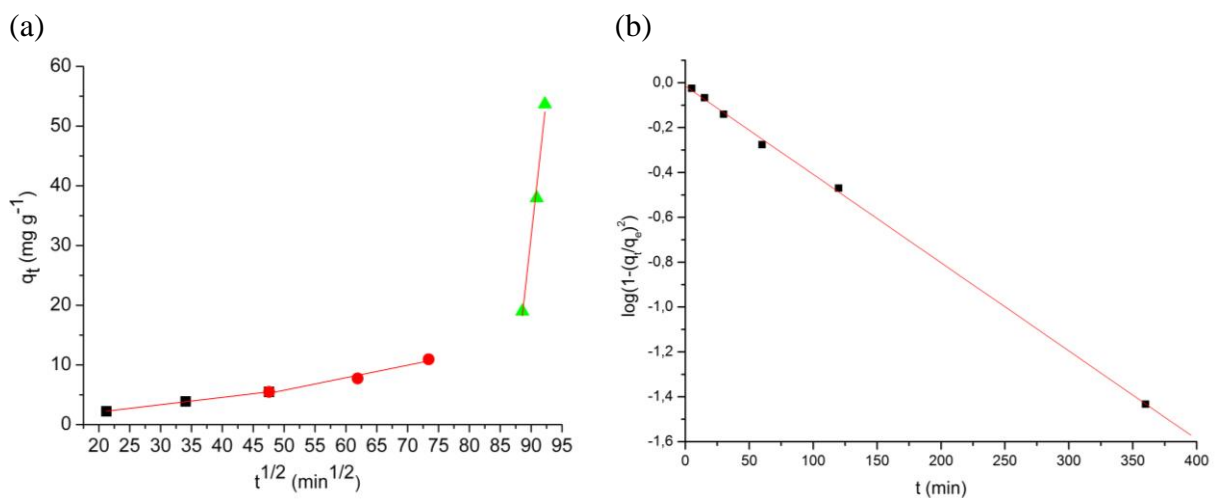 (a)
(b)
60
50
40
30
20
10
0
q_t (mg g^-1)
20 25 30 35 40 45 50 55 60 65 70 75 80 85 90 95
t^1/2 (min^1/2)
0,0
-0,2
-0,4
-0,6
-0,8
-1,0
-1,2
-1,4
-1,6
log(1-(q_t/q_e)^2)
0 50 100 150 200 250 300 350 400
t (min)